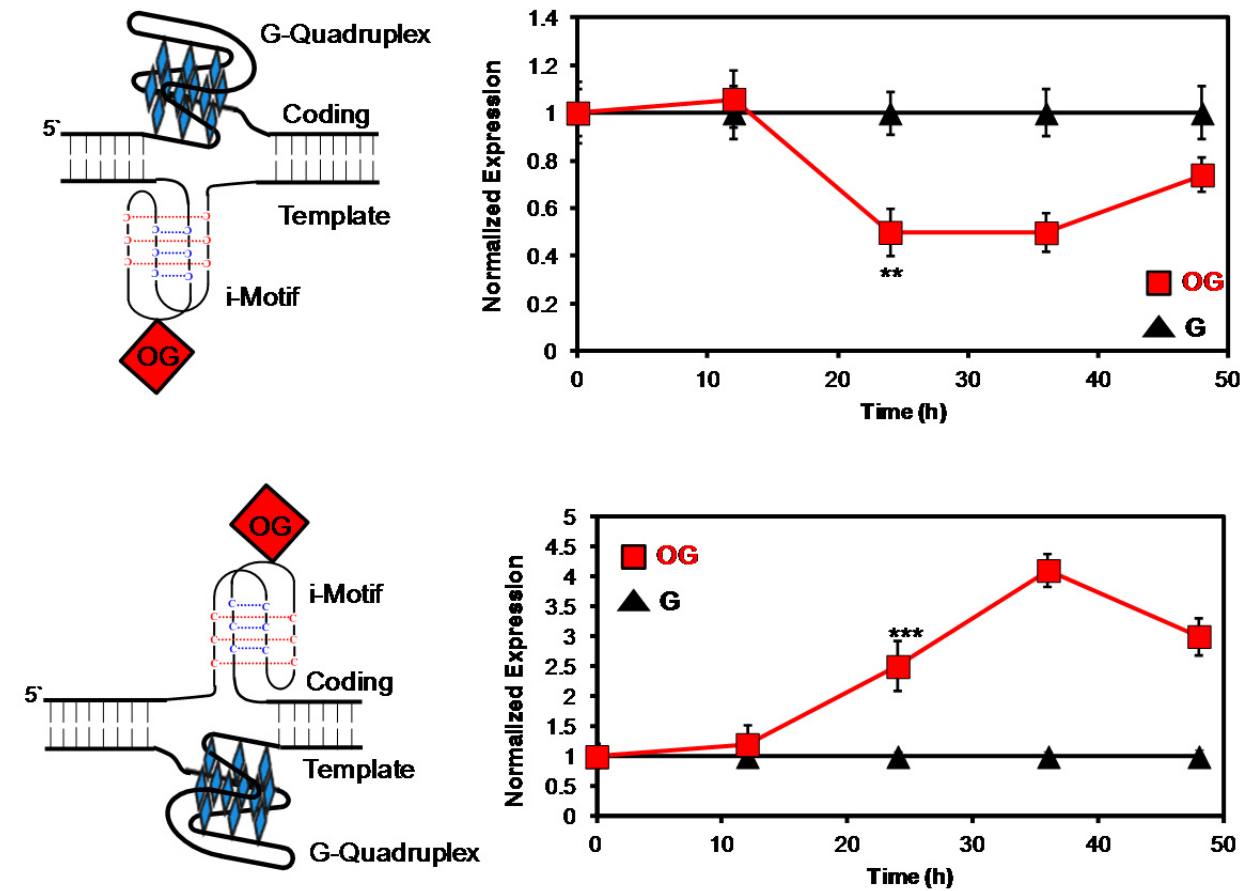 G-Quadruplex
Coding
5`
Template
C C
C C
C C
C C
C C
C C
i-Motif
OG
Normalized Expression
1.4
1.2
1
0.8
0.6
0.4
0.2
0
**
OG
G
0 10 20 30 40 50
Time (h)
OG
i-Motif
C C
C C
C C
C C
C C
C C
Coding
5`
Template
G-Quadruplex
Normalized Expression
5
4.5
4
3.5
3
2.5
2
1.5
1
0.5
0
OG
G
***
0 10 20 30 40 50
Time (h)